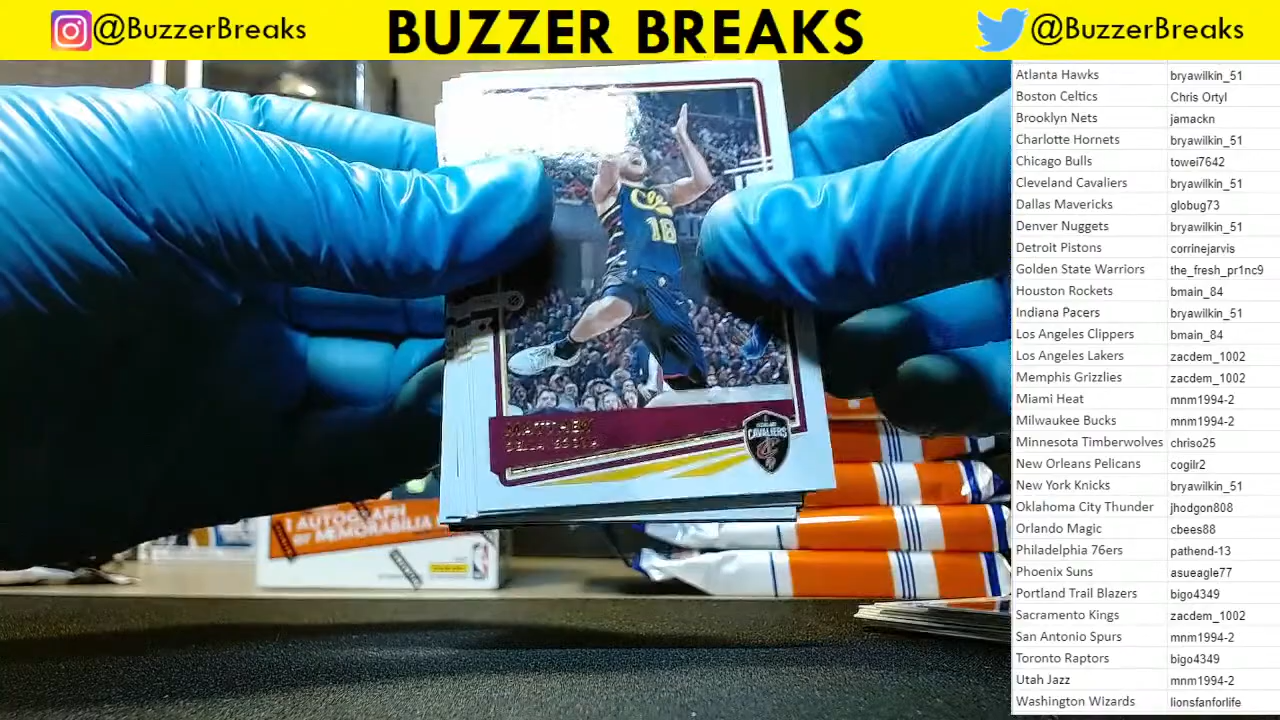 @BuzzerBreaks
BUZZER BREAKS
@BuzzerBreaks
Atlanta Hawks bryawilkin_51
Boston Celtics Chris Ortyl
Brooklyn Nets jamackn
Charlotte Hornets bryawilkin_51
Chicago Bulls towei7642
Cleveland Cavaliers bryawilkin_51
Dallas Mavericks globug73
Denver Nuggets bryawilkin_51
Detroit Pistons corrinejarvis
Golden State Warriors the_fresh_pr1nc9
Houston Rockets bmain_84
Indiana Pacers bryawilkin_51
Los Angeles Clippers bmain_84
Los Angeles Lakers zacdem_1002
Memphis Grizzlies zacdem_1002
Miami Heat mnm1994-2
Milwaukee Bucks mnm1994-2
Minnesota Timberwolves chriso25
New Orleans Pelicans cogilr2
New York Knicks bryawilkin_51
Oklahoma City Thunder jhodgon808
Orlando Magic cbees88
Philadelphia 76ers pathend-13
Phoenix Suns asueagle77
Portland Trail Blazers bigo4349
Sacramento Kings zacdem_1002
San Antonio Spurs mnm1994-2
Toronto Raptors bigo4349
Utah Jazz mnm1994-2
Washington Wizards lionsfanforlife
18
MATTHEW
CAVALIERS
1 AUTOGRAPH
or MEMORABILIA